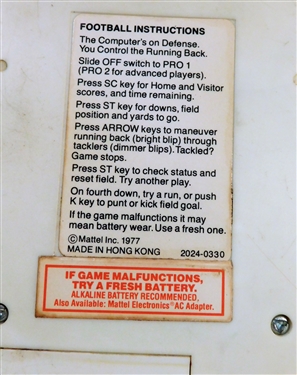 FOOTBALL INSTRUCTIONS
The Computer's on Defense.
You Control the Running Back.
Slide OFF switch to PRO 1
(PRO 2 for advanced players).
Press SC key for Home and Visitor
scores, and time remaining.
Press ST key for downs, field
position and yards to go.
Press ARROW keys to maneuver
running back (bright blip) through
tacklers (dimmer blips). Tackled?
Game stops.
Press ST key to check status and
reset field. Try another play.
On fourth down, try a run, or push
K key to punt or kick field goal.
If the game malfunctions it may
mean battery wear. Use a fresh one.
©Mattel Inc. 1977
MADE IN HONG KONG 2024-0330
IF GAME MALFUNCTIONS,
TRY A FRESH BATTERY.
ALKALINE BATTERY RECOMMENDED,
Also Available: Mattel Electronics® AC Adapter.